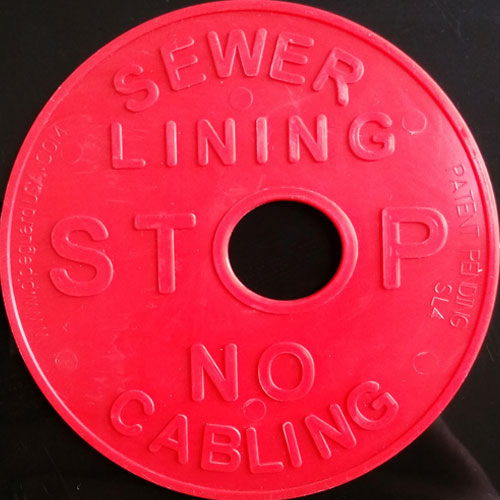 SEWER
LINING
STOP
NO
CABLING
PATENT PENDING
SL4